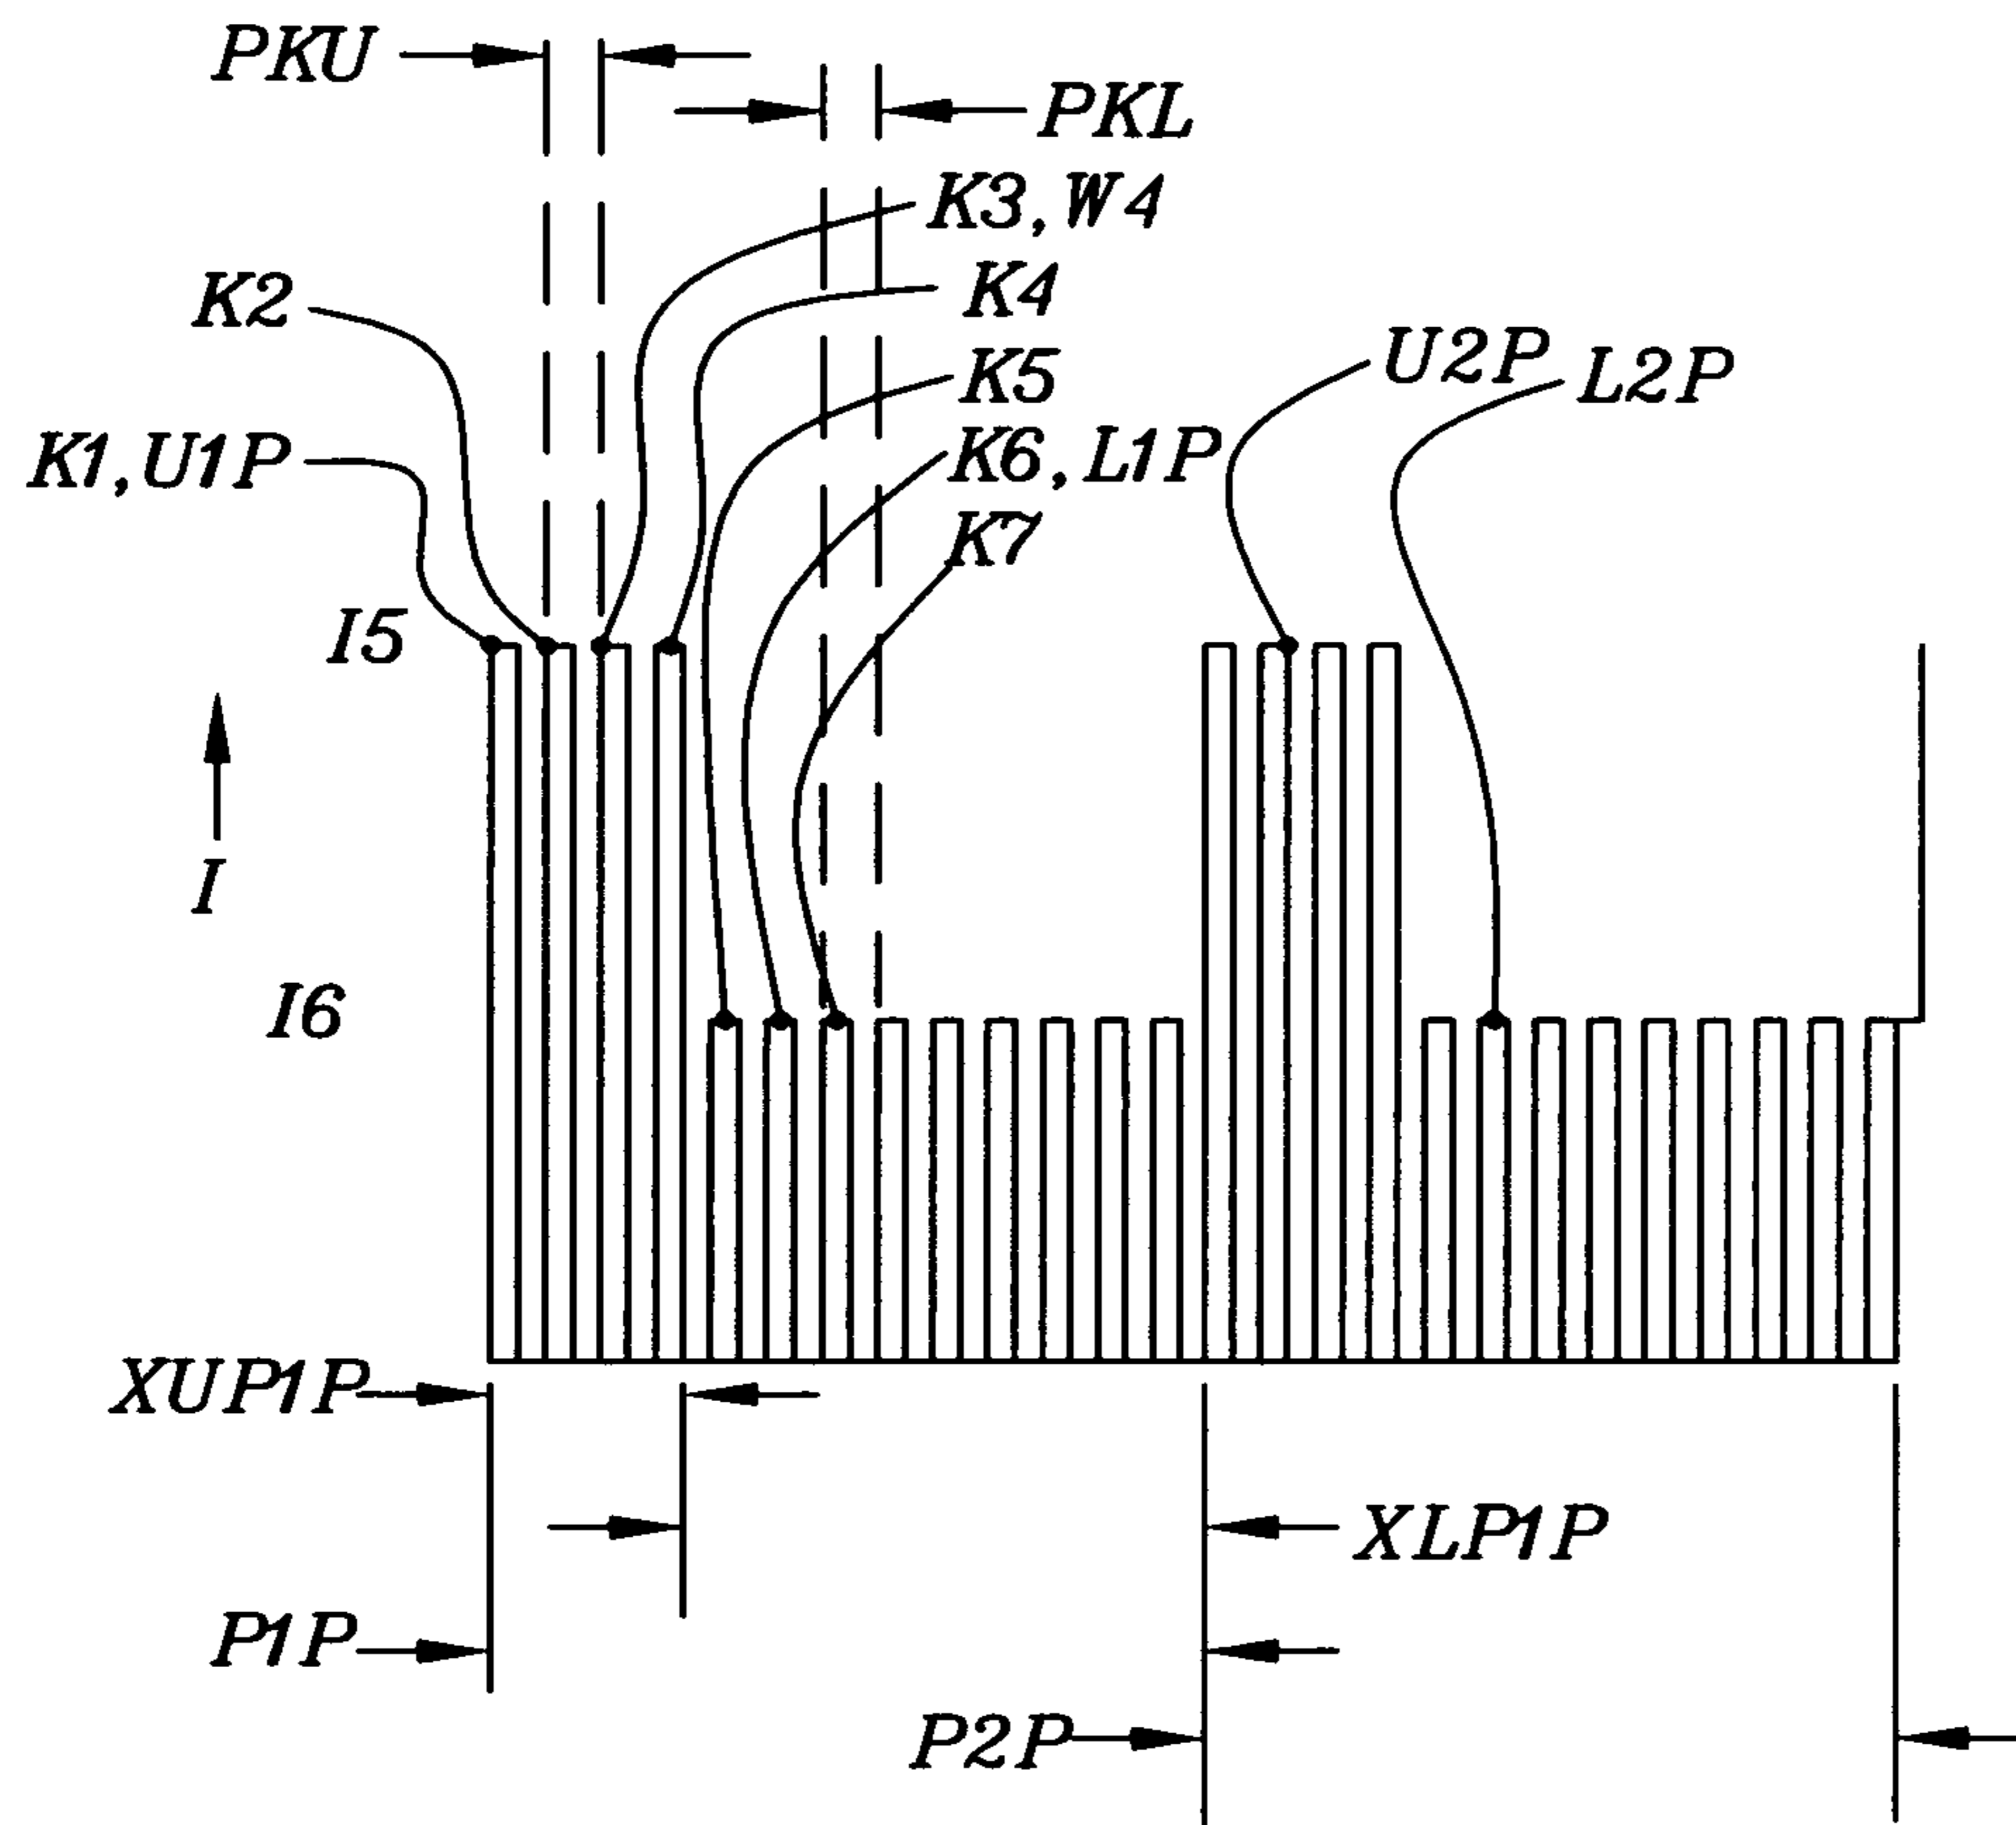 PKU
PKL
K3, W4
K2
K4
U2P
L2P
K5
K1, U1P
K6, L1P
K7
I5
I
I6
XUP1P
XLP1P
P1P
P2P